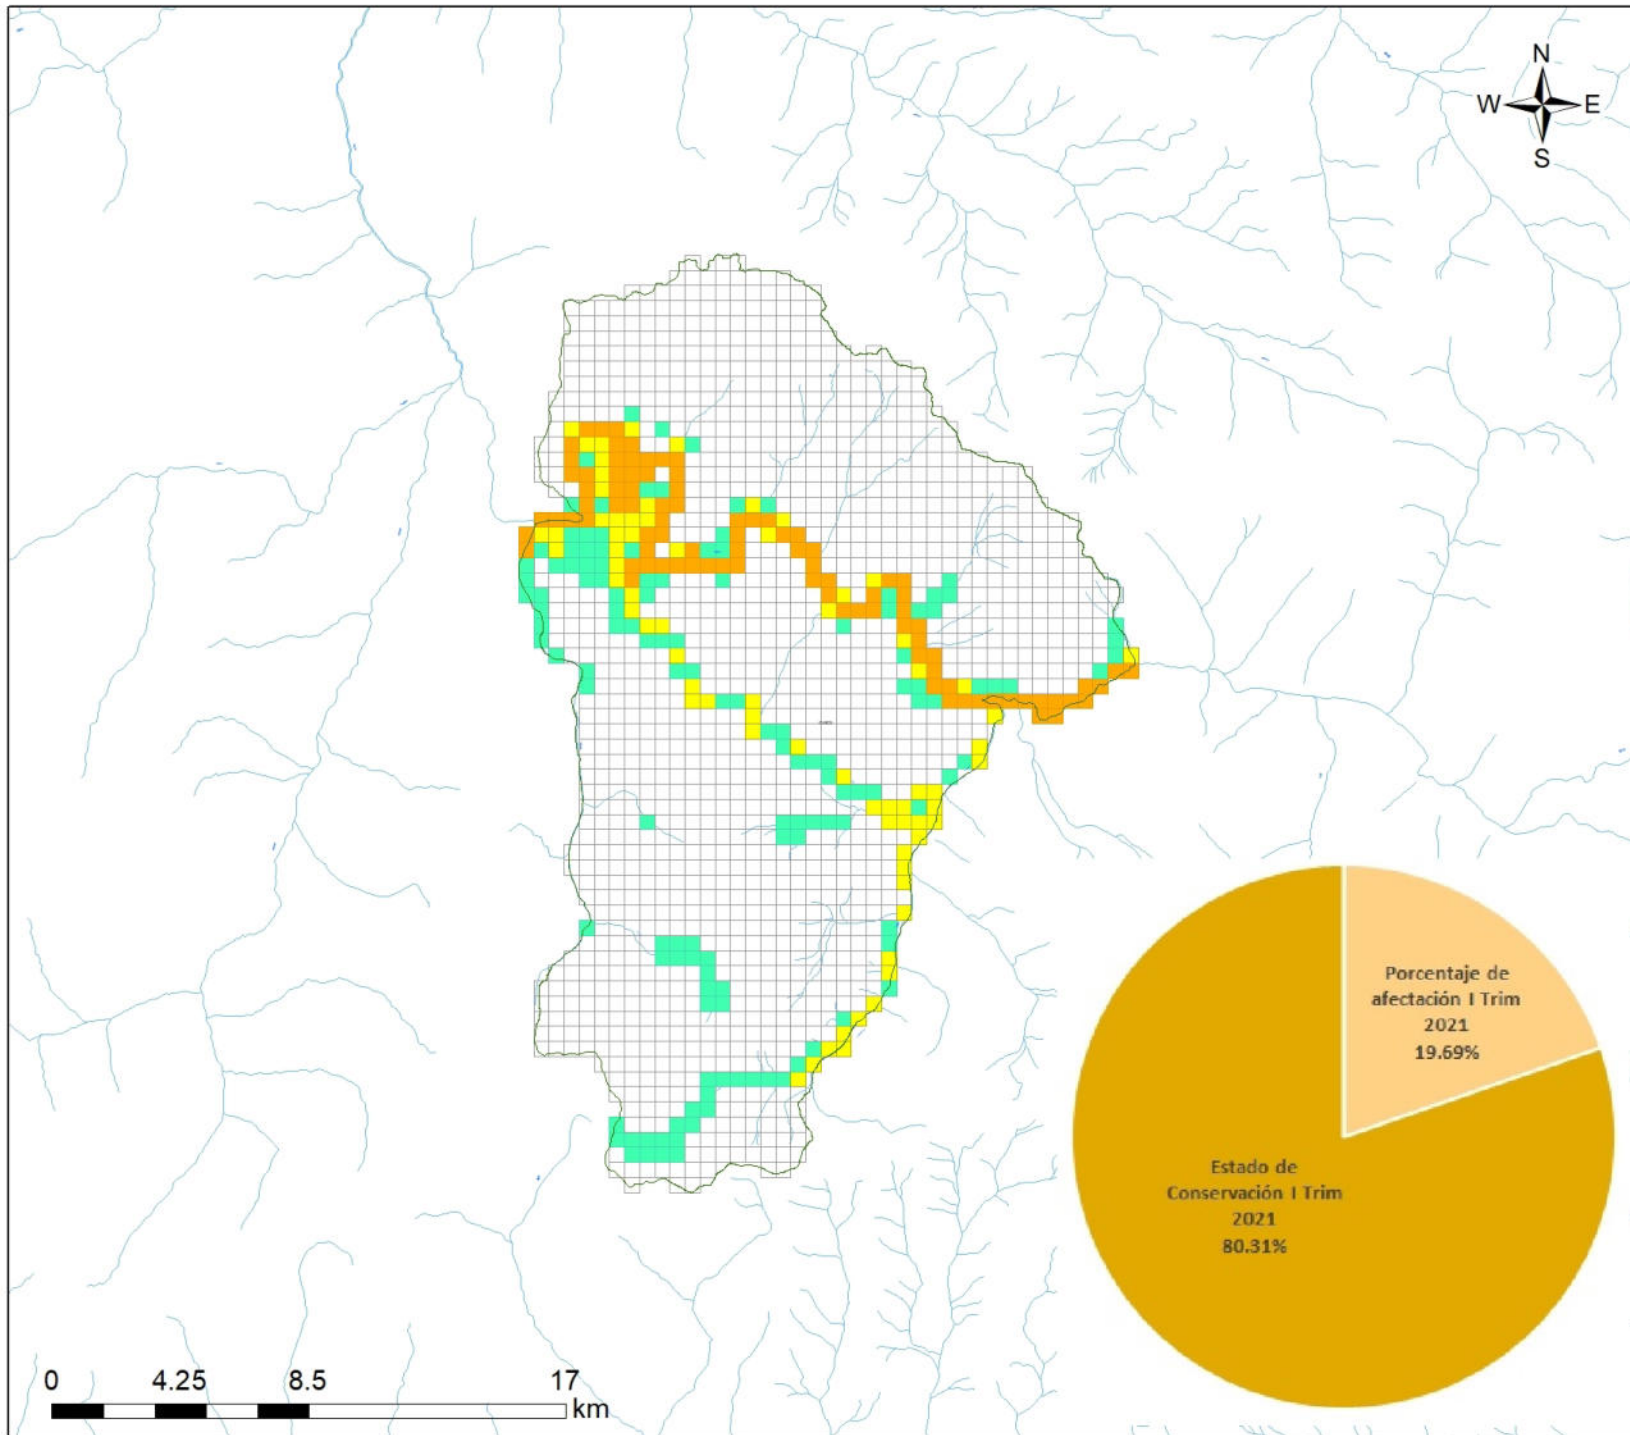 N
W E
S
Porcentaje de
afectación I Trim
2021
19.69%
Estado de
Conservación I Trim
2021
80.31%
0 4.25 8.5 17
km